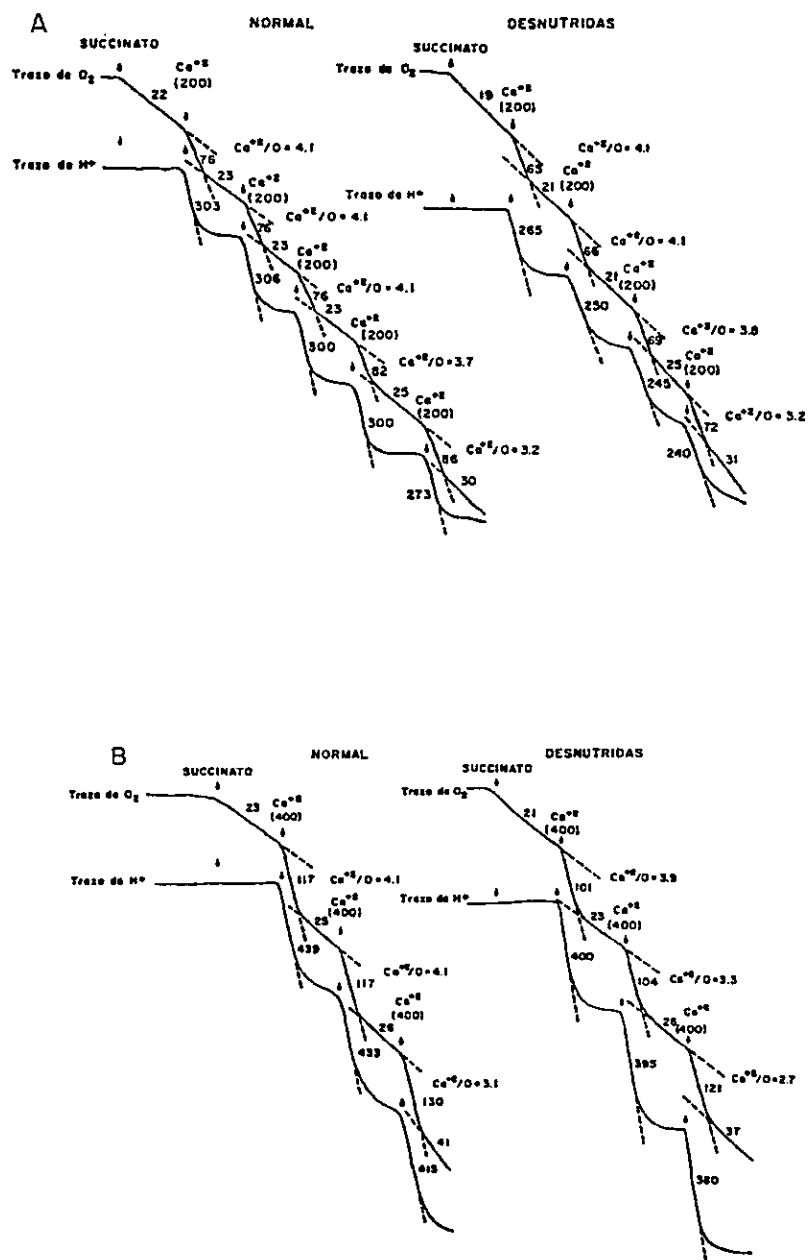 A
NORMAL
DESNUTRIDAS
SUCCINATO
Trazo de O₂
Ca⁺²
(200)
22
76
Ca⁺²/O = 4.1
Trazo de H⁺
23
Ca⁺²
(200)
303
76
Ca⁺²/O = 4.1
23
Ca⁺²
(200)
306
76
Ca⁺²/O = 4.1
23
Ca⁺²
(200)
300
82
Ca⁺²/O = 3.7
25
Ca⁺²
(200)
300
86
Ca⁺²/O = 3.2
30
273
SUCCINATO
Trazo de O₂
19
Ca⁺²
(200)
Ca⁺²/O = 4.1
65
21
Ca⁺²
(200)
Trazo de H⁺
265
66
Ca⁺²/O = 4.1
21
Ca⁺²
(200)
250
69
Ca⁺²/O = 3.8
25
Ca⁺²
(200)
245
72
Ca⁺²/O = 3.2
31
240
B
NORMAL
DESNUTRIDAS
SUCCINATO
Trazo de O₂
23
Ca⁺²
(400)
117
Ca⁺²/O = 4.1
Trazo de H⁺
25
Ca⁺²
(400)
439
117
Ca⁺²/O = 4.1
26
Ca⁺²
(400)
433
Ca⁺²/O = 3.1
130
41
415
SUCCINATO
Trazo de O₂
21
Ca⁺²
(400)
Ca⁺²/O = 3.9
101
Trazo de H⁺
23
Ca⁺²
(400)
400
104
Ca⁺²/O = 3.3
26
Ca⁺²
(400)
395
121
Ca⁺²/O = 2.7
37
380